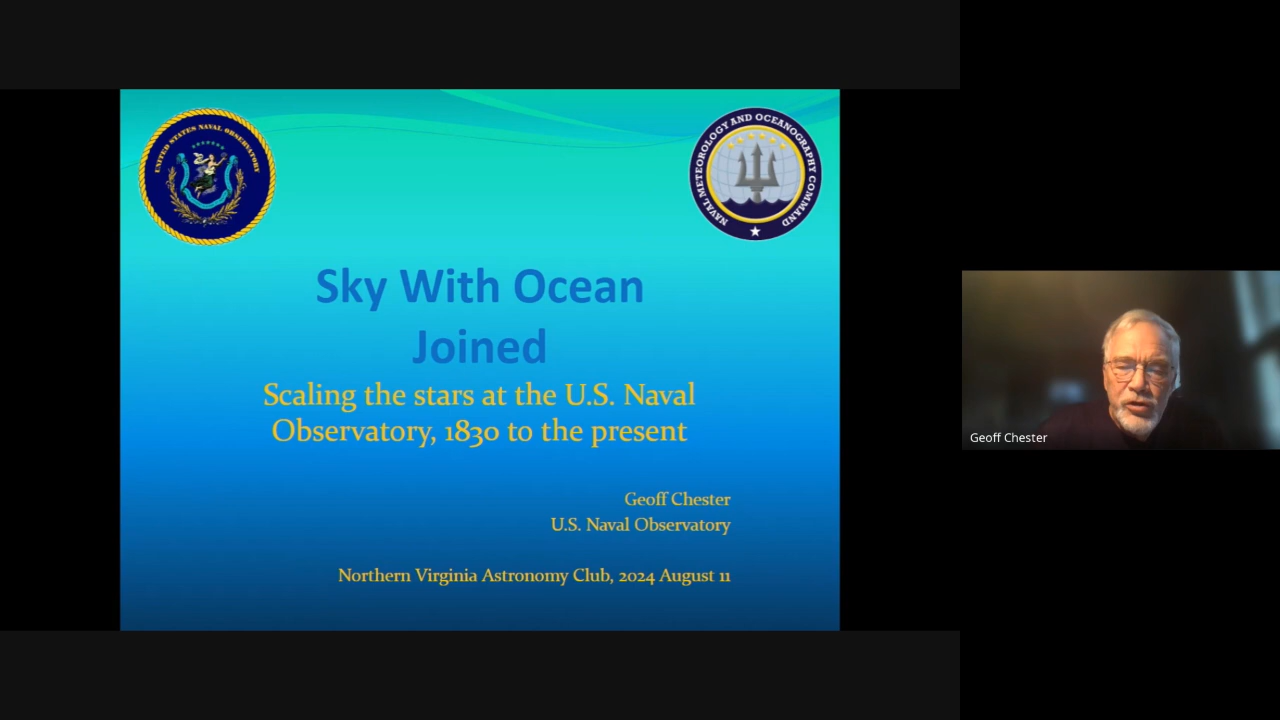 UNITED STATES NAVAL OBSERVATORY
NAVAL METEOROLOGY AND OCEANOGRAPHY COMMAND
Sky With Ocean
Joined
Scaling the stars at the U.S. Naval
Observatory, 1830 to the present
Geoff Chester
U.S. Naval Observatory
Northern Virginia Astronomy Club, 2024 August 11
Geoff Chester